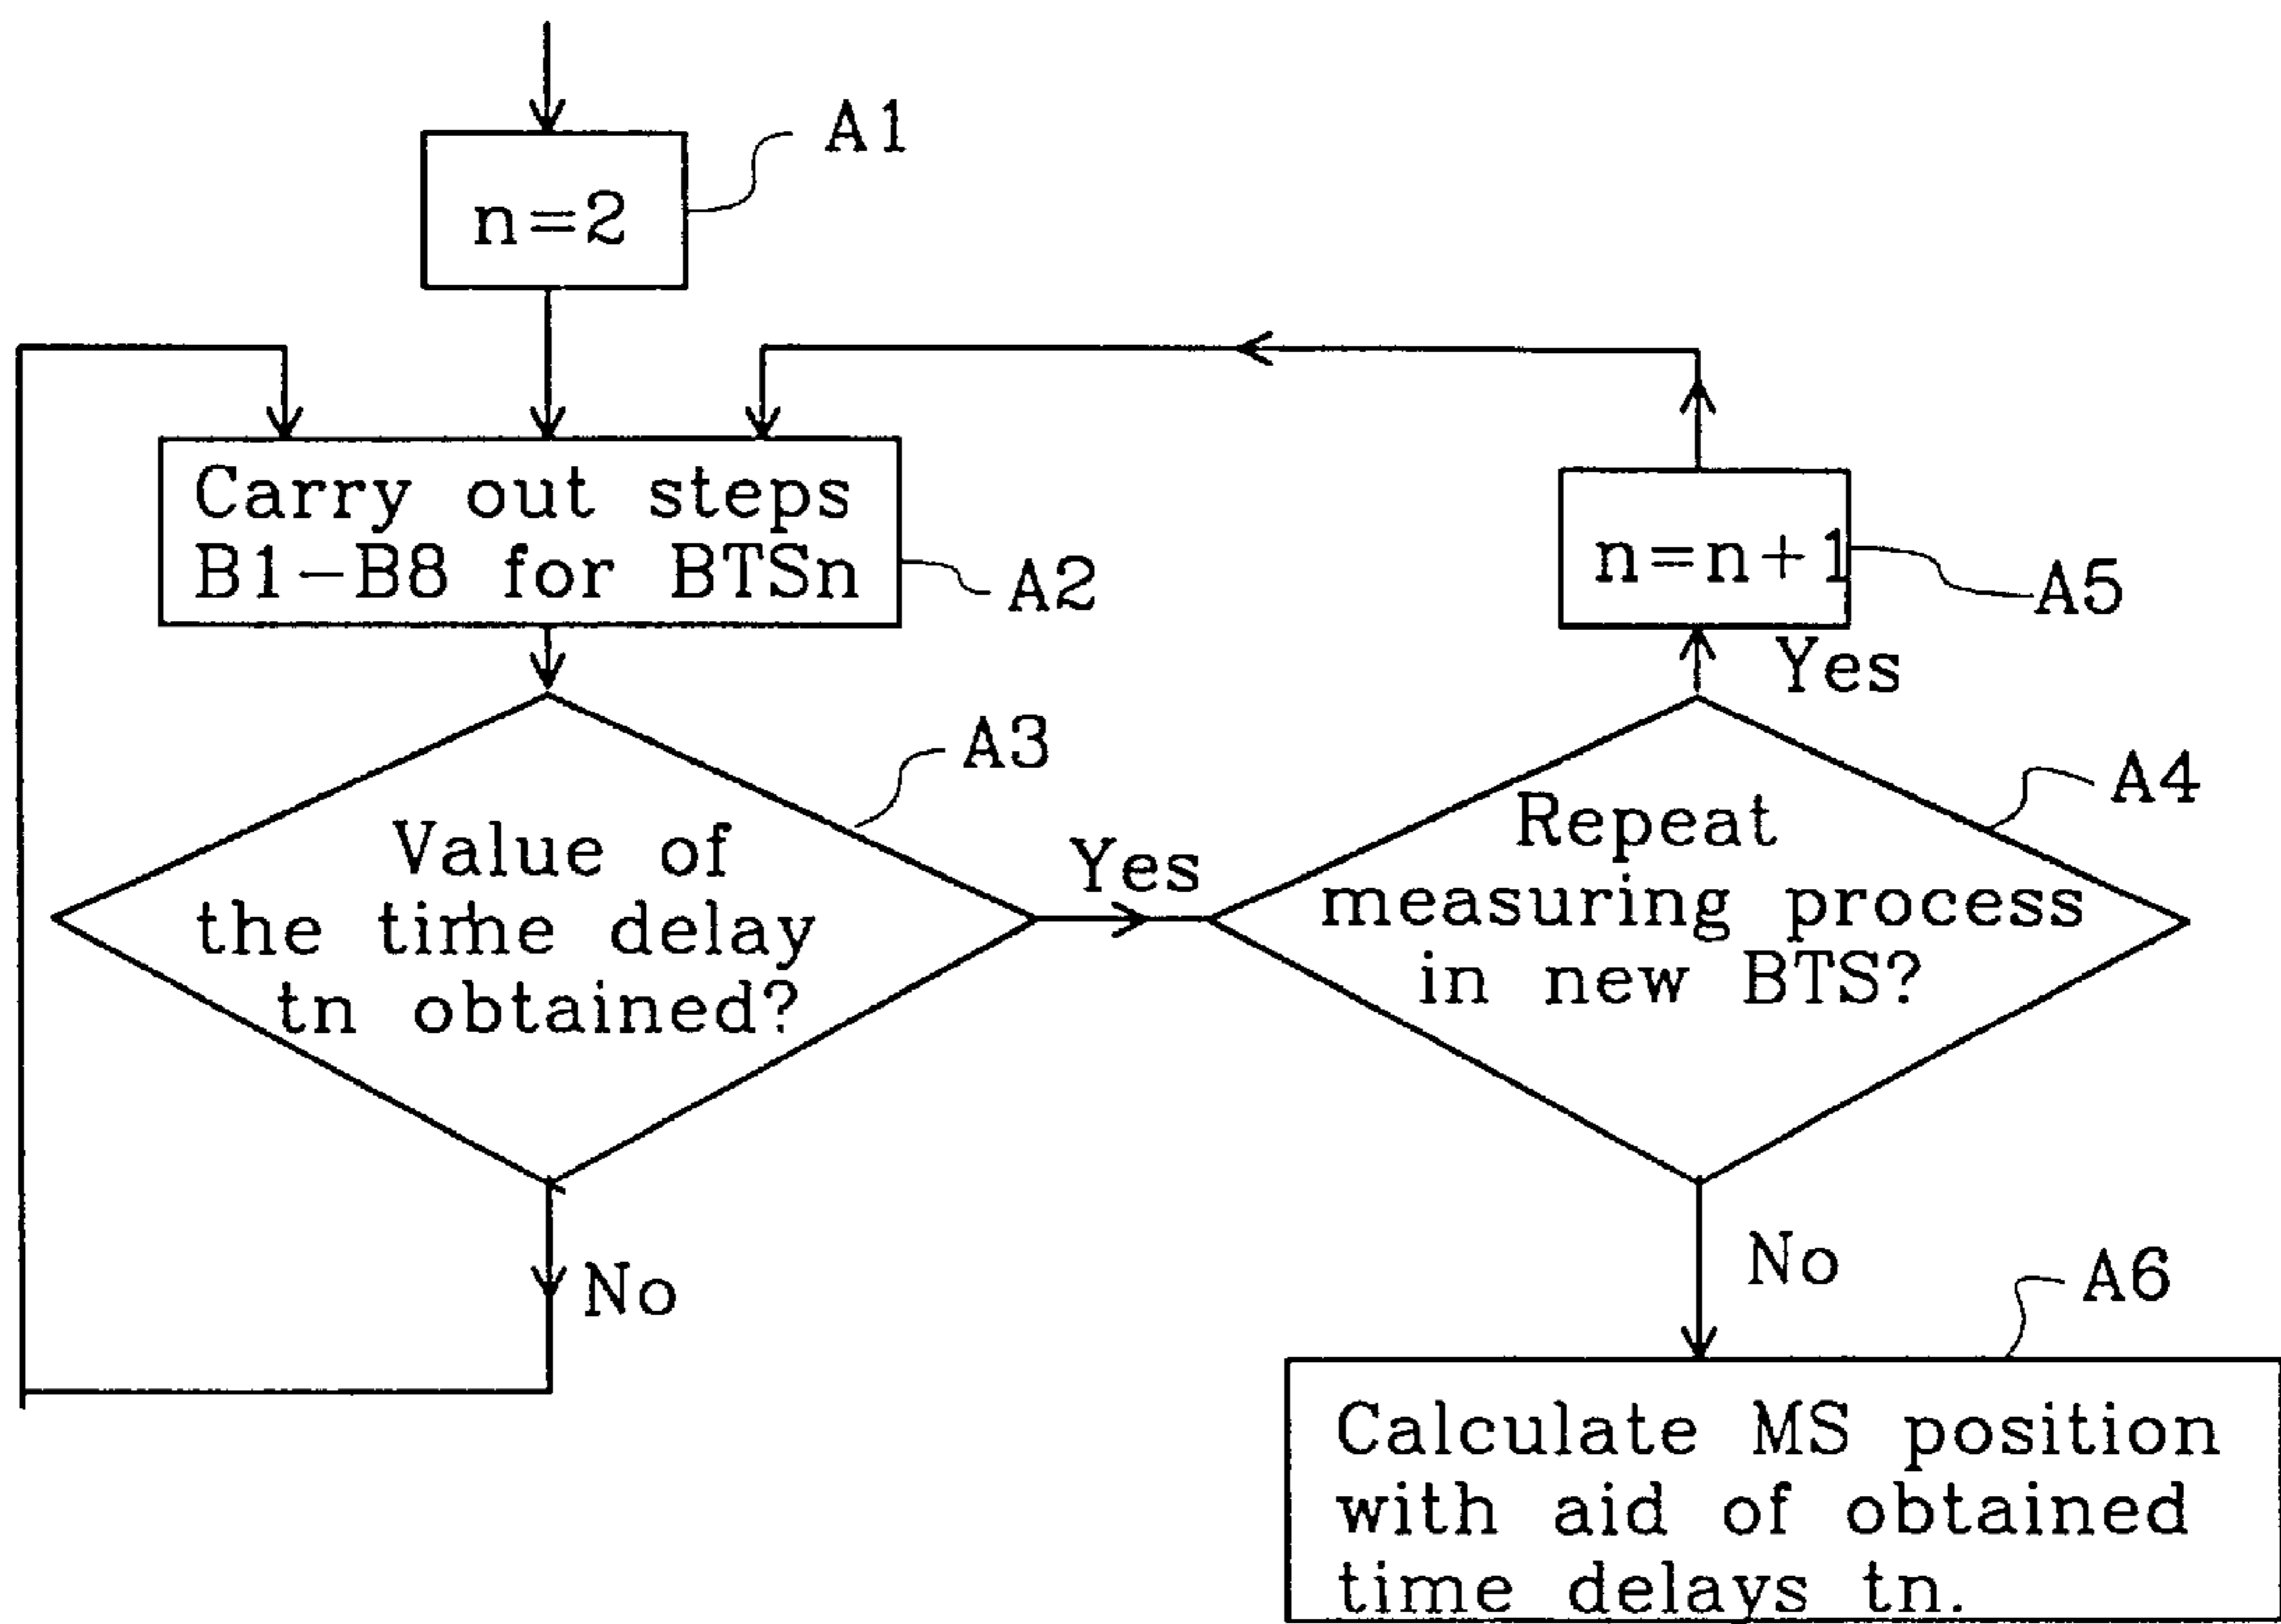 A1
n=2
Carry out steps
B1-B8 for BTSn
A2
n=n+1
A5
Yes
A3
Value of
the time delay
tn obtained?
Yes
A4
Repeat
measuring process
in new BTS?
No
No
A6
Calculate MS position
with aid of obtained
time delays tn.